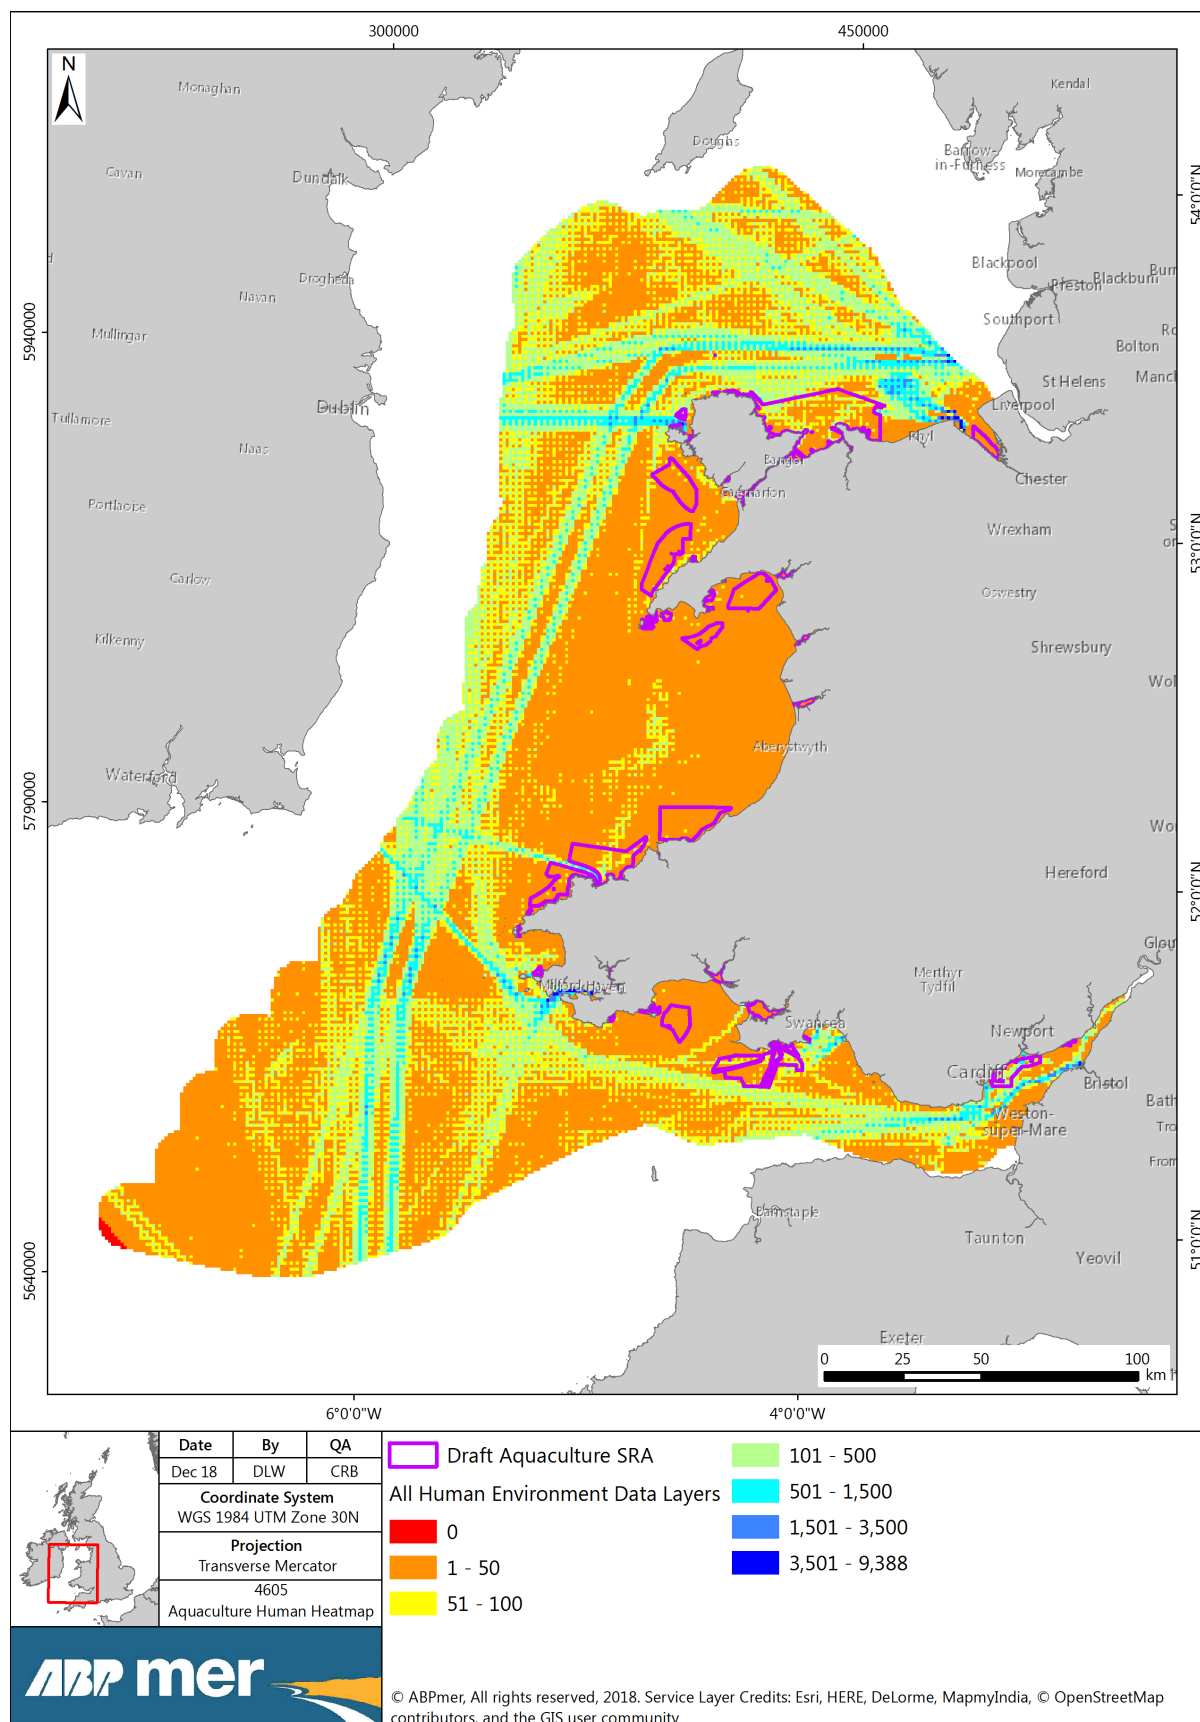 300000
450000
N
Monaghan
Kendal
Douglas
Barrow-
in-Furness
Cavan
Dundalk
Morecambe
54°0'0"N
Blackpool
Drogheda
Blackburn
Preston
Navan
Southport
5940000
Mullingar
Bolton
St Helens
Dublin
Liverpool
Tullamore
Rhyl
Naas
Bangor
Chester
Caernarfon
Portlaoise
Wrexham
53°0'0"N
Carlow
Oswestry
Kilkenny
Shrewsbury
Aberystwyth
Waterford
5790000
Hereford
52°0'0"N
Merthyr
Tydfil
Milford Haven
Swansea
Newport
Cardiff
Bristol
Bath
Weston-
super-Mare
Barnstaple
Taunton
51°0'0"N
Yeovil
5640000
Exeter
0 25 50 100
km
6°0'0"W
4°0'0"W
Date By QA
Dec 18 DLW CRB
Coordinate System
WGS 1984 UTM Zone 30N
Projection
Transverse Mercator
4605
Aquaculture Human Heatmap
ABP mer
Draft Aquaculture SRA
All Human Environment Data Layers
0
1 - 50
51 - 100
101 - 500
501 - 1,500
1,501 - 3,500
3,501 - 9,388
© ABPmer, All rights reserved, 2018. Service Layer Credits: Esri, HERE, DeLorme, MapmyIndia, © OpenStreetMap
contributors, and the GIS user community